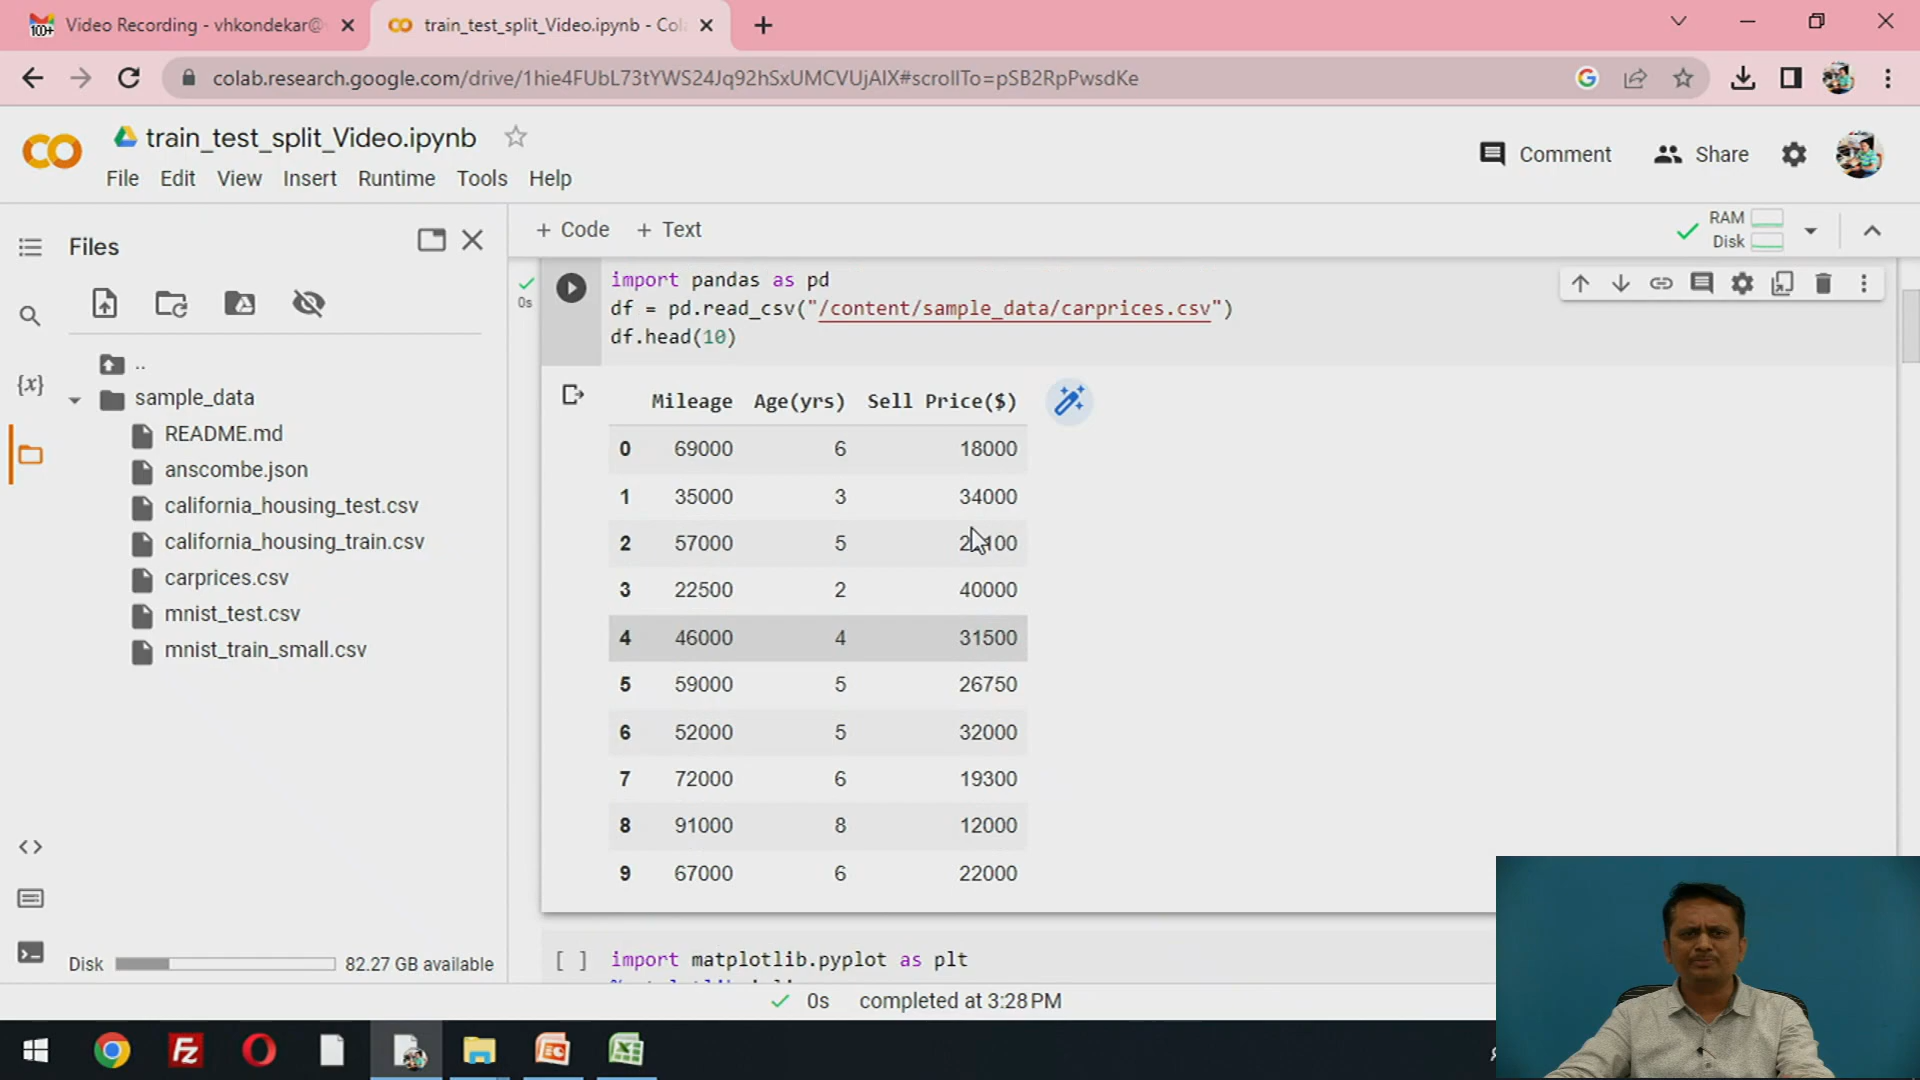 100+ Video Recording - vhkondekar@
train_test_split_Video.ipynb - Col
colab.research.google.com/drive/1hie4FUbL73tYWS24Jq92hSxUMCVUjAIX#scrollTo=pSB2RpPwsdKe
train_test_split_Video.ipynb
Comment Share
File Edit View Insert Runtime Tools Help
Files
+ Code + Text
RAM
Disk
..
sample_data
README.md
anscombe.json
california_housing_test.csv
california_housing_train.csv
carprices.csv
mnist_test.csv
mnist_train_small.csv
{x}
Disk 82.27 GB available
0s
import pandas as pd
df = pd.read_csv("/content/sample_data/carprices.csv")
df.head(10)
Mileage Age(yrs) Sell Price($)
0 69000 6 18000
1 35000 3 34000
2 57000 5
3 22500 2 40000
4 46000 4 31500
5 59000 5 26750
6 52000 5 32000
7 72000 6 19300
8 91000 8 12000
9 67000 6 22000
[ ] import matplotlib.pyplot as plt
0s completed at 3:28 PM